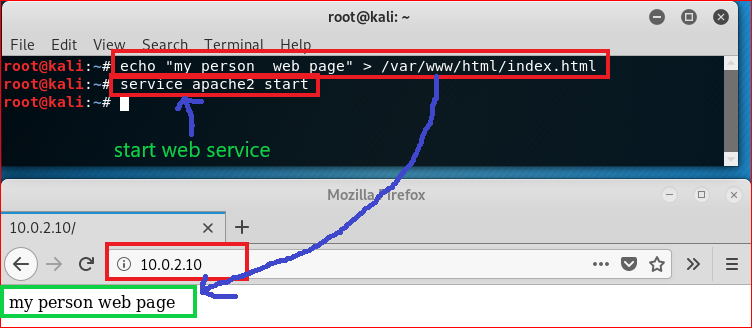 root@kali: ~
File Edit View Search Terminal Help
root@kali:~# echo "my person  web page" > /var/www/html/index.html
root@kali:~# service apache2 start
root@kali:~#
start web service
Mozilla Firefox
10.0.2.10/
10.0.2.10
my person web page